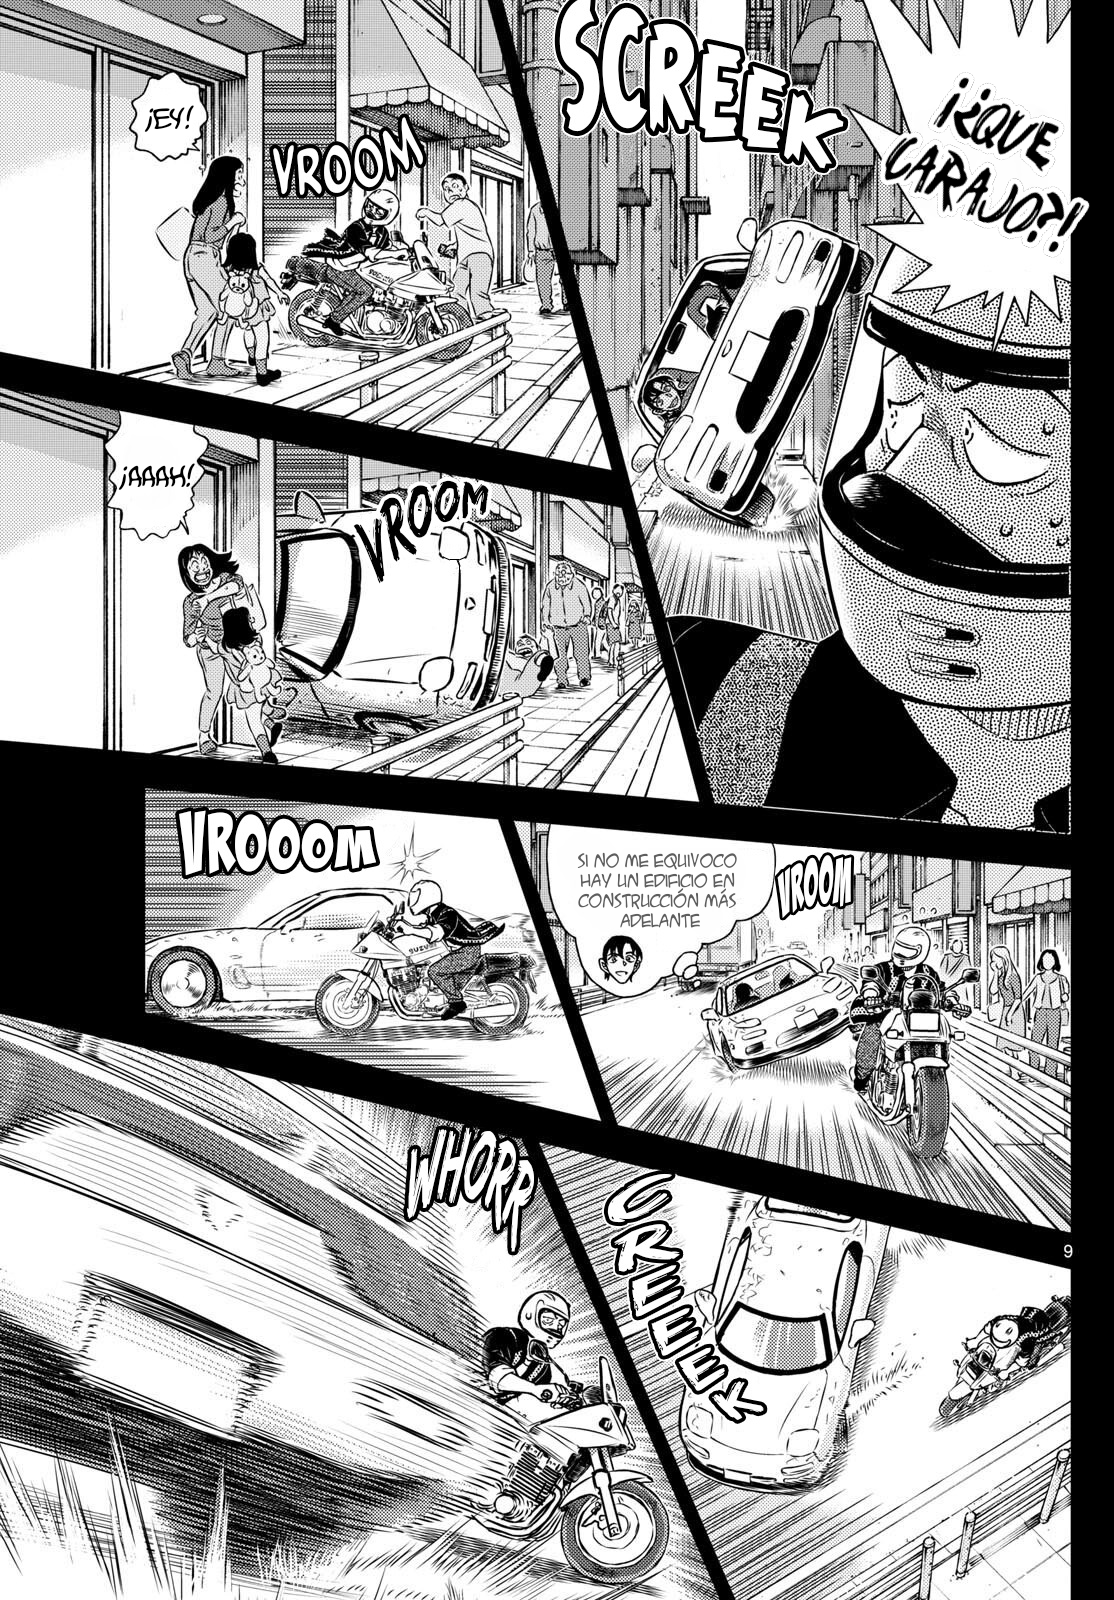 ¡¿QUE
CARAJO?!
SCREEK
VROOM
¡EY!
VROOM
¡AAAH!
VROOM
SI NO ME EQUIVOCO
HAY UN EDIFICIO EN
CONSTRUCCIÓN MÁS
ADELANTE
VROOOM
SUZUKI
CREEEK
WHORR
9